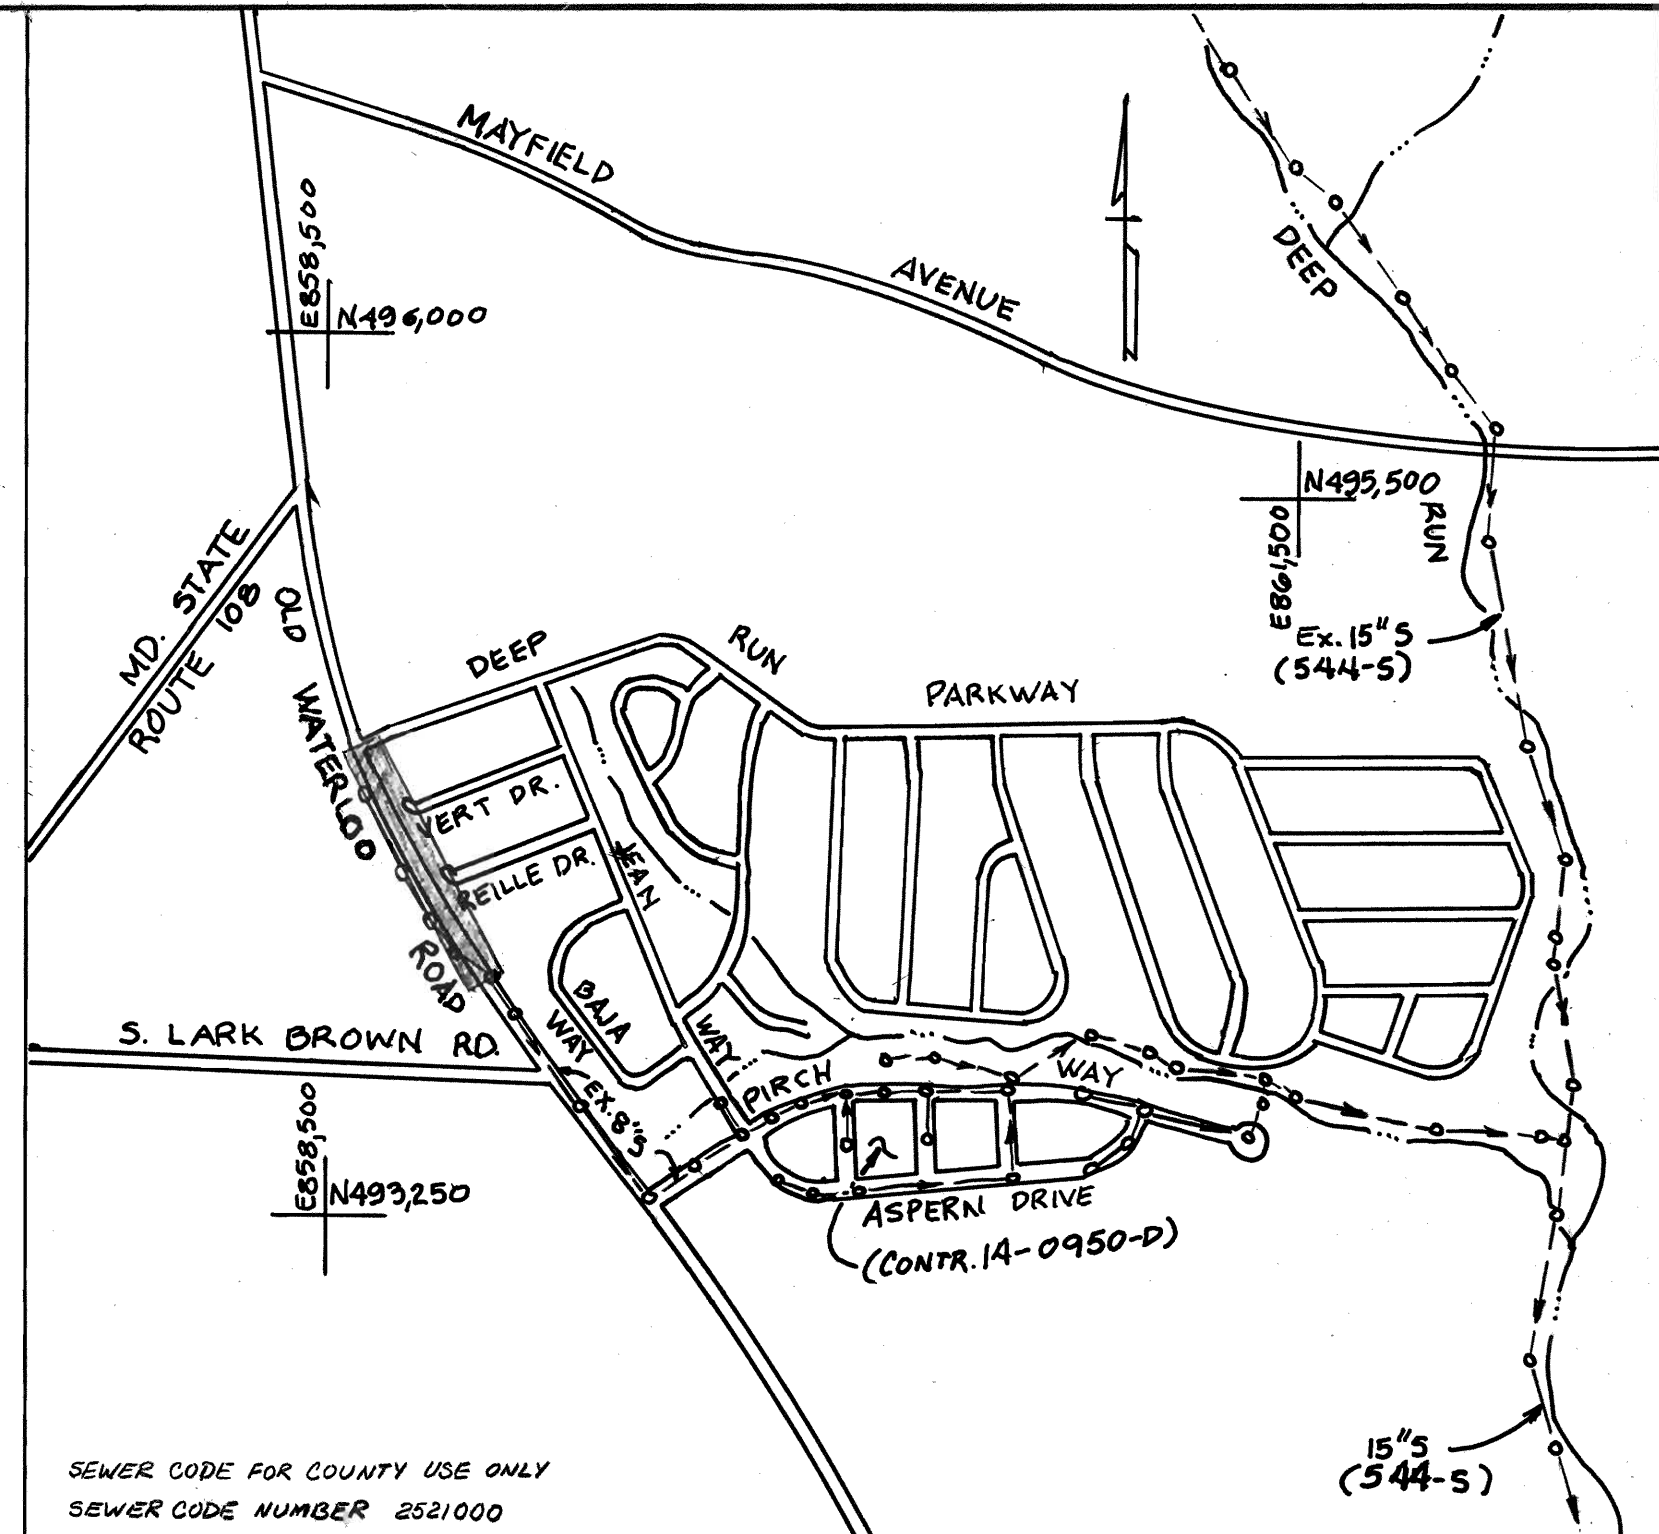 MAYFIELD
AVENUE
E858,500
N496,000
DEEP
RUN
N495,500
E861,500
MD. STATE
ROUTE 108
OLD
WATERLOO
ROAD
Ex. 15"S
(544-S)
DEEP
RUN
PARKWAY
VERT DR.
REILLE DR.
JEAN
WAY
BAJA
WAY
S. LARK BROWN RD.
EX. 8"S
PIRCH
WAY
E858,500
N493,250
ASPERN DRIVE
(CONTR. 1A-0950-D)
15"S
(544-S)
SEWER CODE FOR COUNTY USE ONLY
SEWER CODE NUMBER 2521000